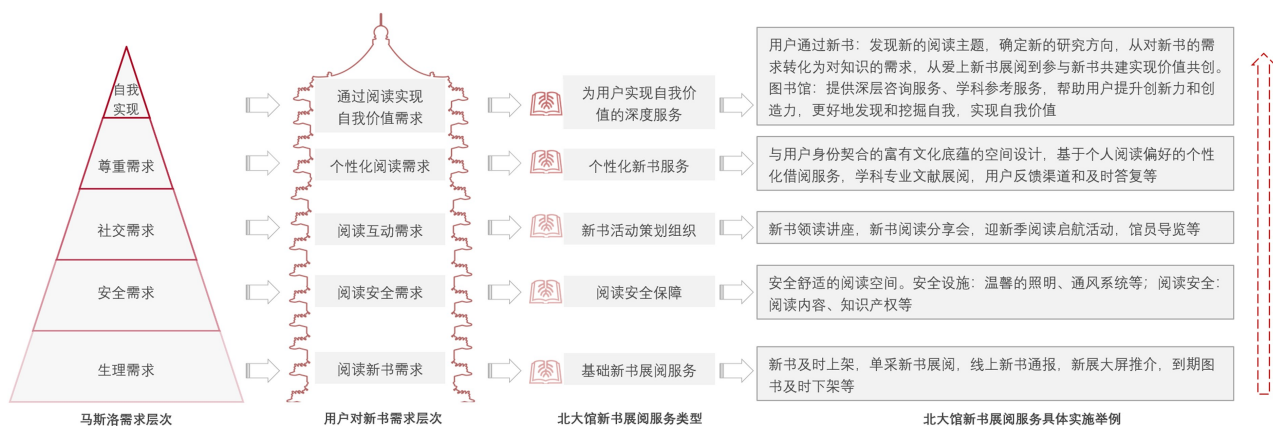 自我
实现
通过阅读实现
自我价值需求
为用户实现自我价
值的深度服务
用户通过新书：发现新的阅读主题，确定新的研究方向，从对新书的需
求转化为对知识的需求，从爱上新书展阅到参与新书共建实现价值共创。
图书馆：提供深层咨询服务、学科参考服务，帮助用户提升创新力和创
造力，更好地发现和挖掘自我，实现自我价值
尊重需求
个性化阅读需求
个性化新书服务
与用户身份契合的富有文化底蕴的空间设计，基于个人阅读偏好的个性
化借阅服务，学科专业文献展阅，用户反馈渠道和及时答复等
社交需求
阅读互动需求
新书活动策划组织
新书领读讲座，新书阅读分享会，迎新季阅读启航活动，馆员导览等
安全需求
阅读安全需求
阅读安全保障
安全舒适的阅读空间。安全设施：温馨的照明、通风系统等；阅读安全：
阅读内容、知识产权等
生理需求
阅读新书需求
基础新书展阅服务
新书及时上架，单采新书展阅，线上新书通报，新展大屏推介，到期图
书及时下架等
马斯洛需求层次
用户对新书需求层次
北大馆新书展阅服务类型
北大馆新书展阅服务具体实施举例